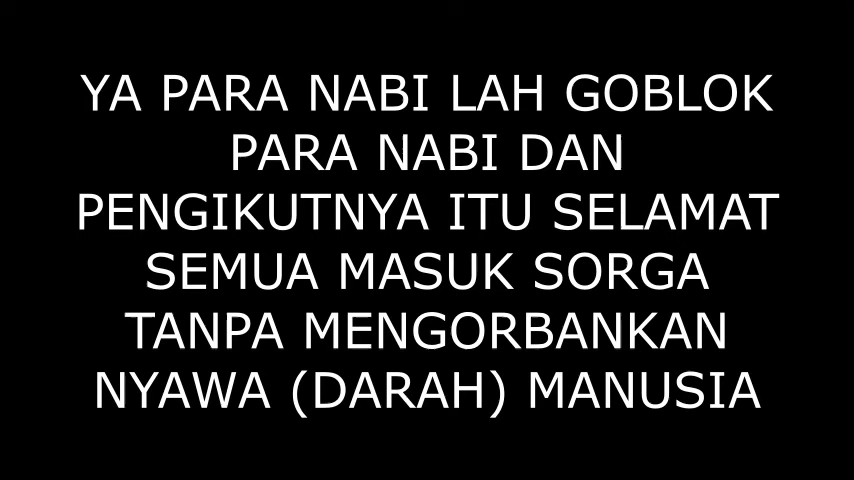 YA PARA NABI LAH GOBLOK
PARA NABI DAN
PENGIKUTNYA ITU SELAMAT
SEMUA MASUK SORGA
TANPA MENGORBANKAN
NYAWA (DARAH) MANUSIA